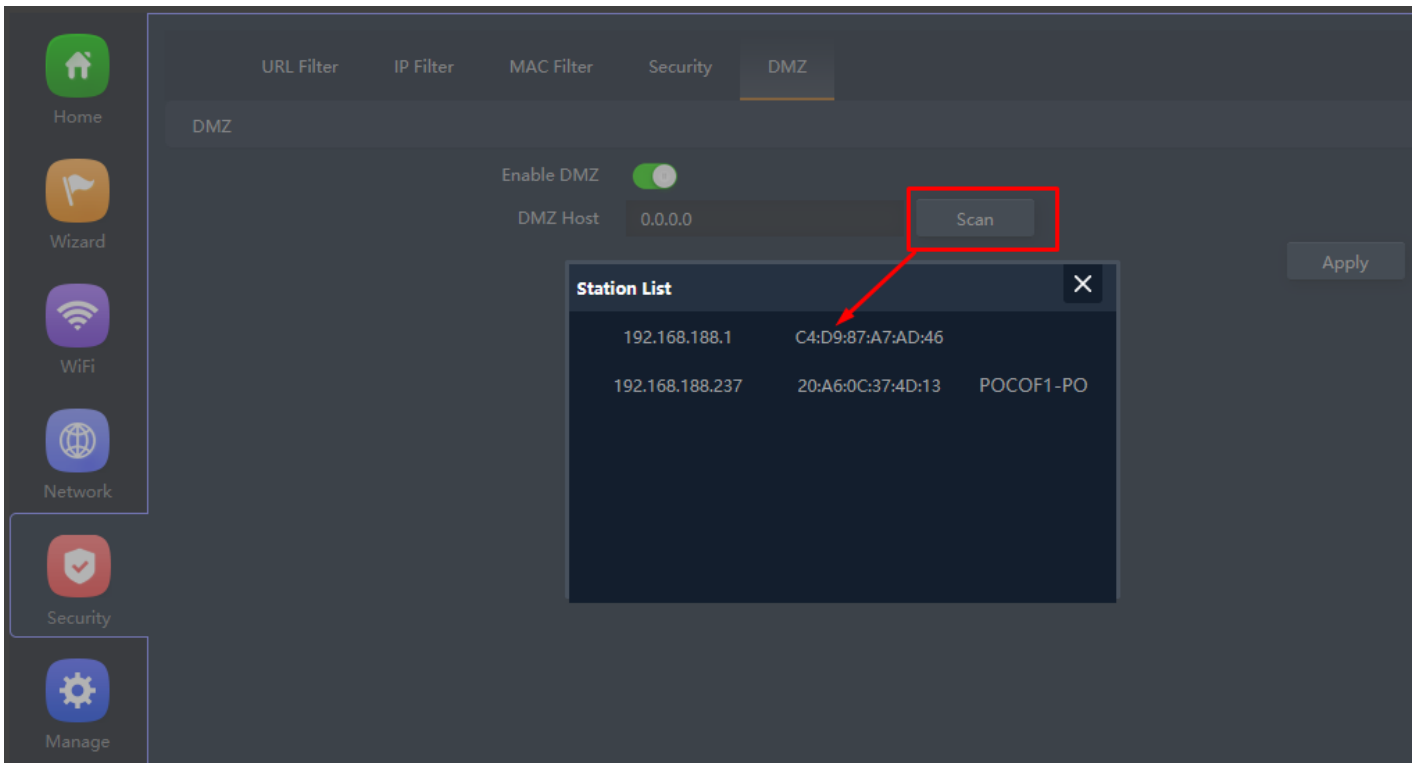 Home
Wizard
WiFi
Network
Security
Manage
URL Filter IP Filter MAC Filter Security DMZ
DMZ
Enable DMZ
DMZ Host 0.0.0.0 Scan
Apply
Station List
192.168.188.1 C4:D9:87:A7:AD:46
192.168.188.237 20:A6:0C:37:4D:13 POCOF1-PO